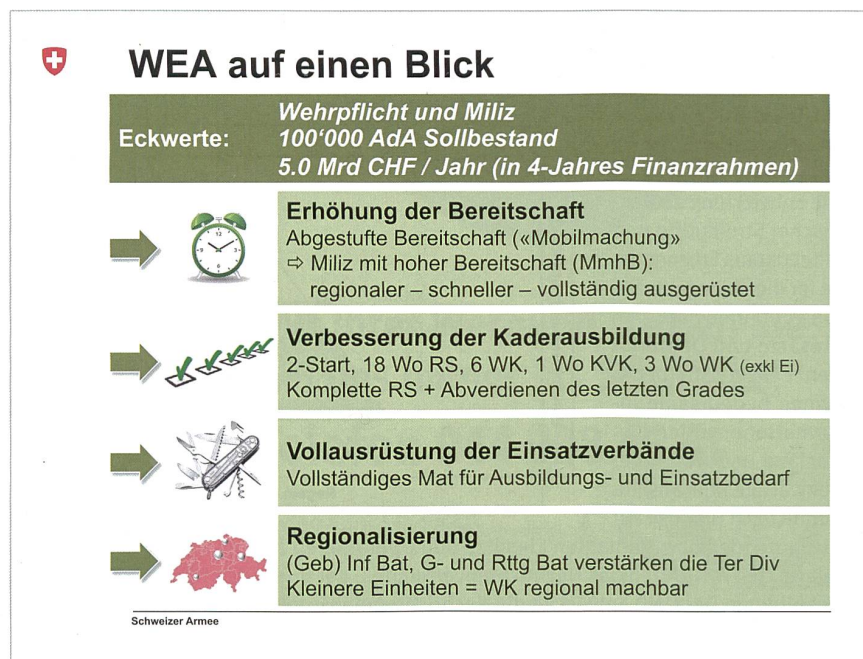 WEA auf einen Blick
Eckwerte:
Wehrpflicht und Miliz
100‘000 AdA Sollbestand
5.0 Mrd CHF / Jahr (in 4-Jahres Finanzrahmen)
Erhöhung der Bereitschaft
Abgestufte Bereitschaft («Mobilmachung»
⇨ Miliz mit hoher Bereitschaft (MmhB):
regionaler – schneller – vollständig ausgerüstet
Verbesserung der Kaderausbildung
2-Start, 18 Wo RS, 6 WK, 1 Wo KVK, 3 Wo WK (exkl Ei)
Komplette RS + Abverdienen des letzten Grades
Vollausrüstung der Einsatzverbände
Vollständiges Mat für Ausbildungs- und Einsatzbedarf
Regionalisierung
(Geb) Inf Bat, G- und Rttg Bat verstärken die Ter Div
Kleinere Einheiten = WK regional machbar
Schweizer Armee